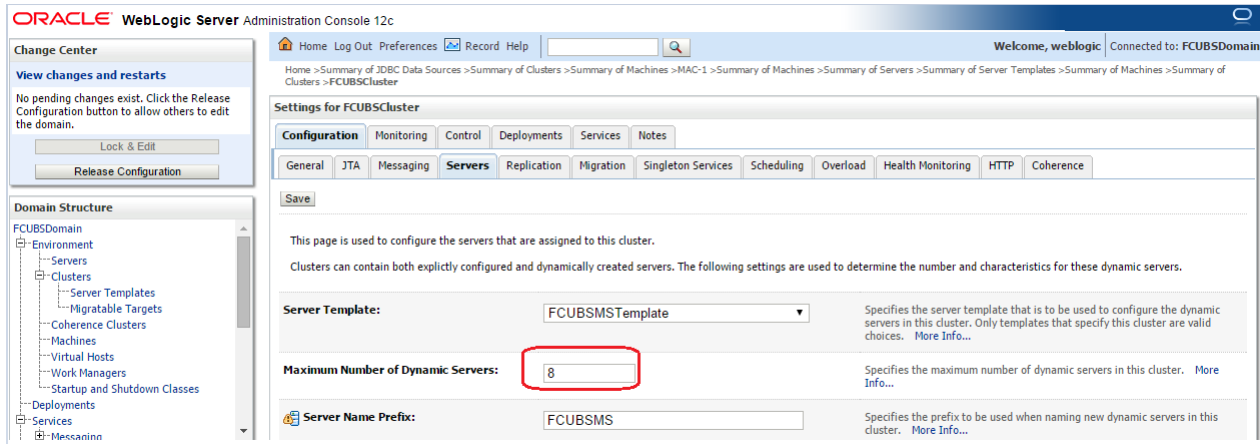 ORACLE WebLogic Server Administration Console 12c
Change Center
View changes and restarts
No pending changes exist. Click the Release
Configuration button to allow others to edit
the domain.
Lock & Edit
Release Configuration
Domain Structure
FCUBSDomain
Environment
Servers
Clusters
Server Templates
Migratable Targets
Coherence Clusters
Machines
Virtual Hosts
Work Managers
Startup and Shutdown Classes
Deployments
Services
Messaging
Home Log Out Preferences Record Help
Welcome, weblogic Connected to: FCUBSDomain
Home >Summary of JDBC Data Sources >Summary of Clusters >Summary of Machines >MAC-1 >Summary of Machines >Summary of Servers >Summary of Server Templates >Summary of Machines >Summary of
Clusters >FCUBSCluster
Settings for FCUBSCluster
Configuration Monitoring Control Deployments Services Notes
General JTA Messaging Servers Replication Migration Singleton Services Scheduling Overload Health Monitoring HTTP Coherence
Save
This page is used to configure the servers that are assigned to this cluster.
Clusters can contain both explictly configured and dynamically created servers. The following settings are used to determine the number and characteristics for these dynamic servers.
Server Template: FCUBSMSTemplate
Specifies the server template that is to be used to configure the dynamic
servers in this cluster. Only templates that specify this cluster are valid
choices. More Info...
Maximum Number of Dynamic Servers: 8
Specifies the maximum number of dynamic servers in this cluster. More
Info...
Server Name Prefix: FCUBSMS
Specifies the prefix to be used when naming new dynamic servers in this
cluster. More Info...